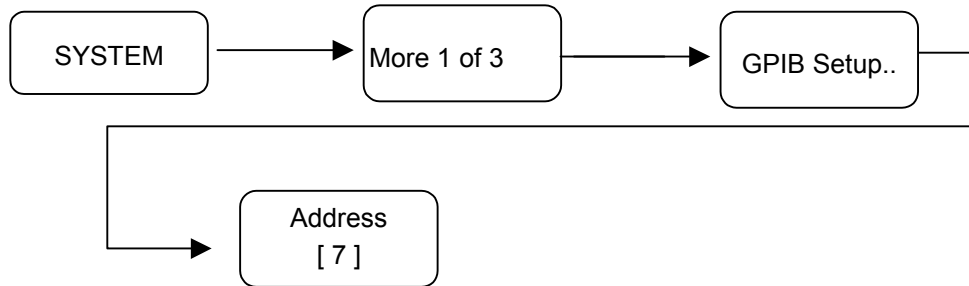 SYSTEM
More 1 of 3
GPIB Setup..
Address
[ 7 ]